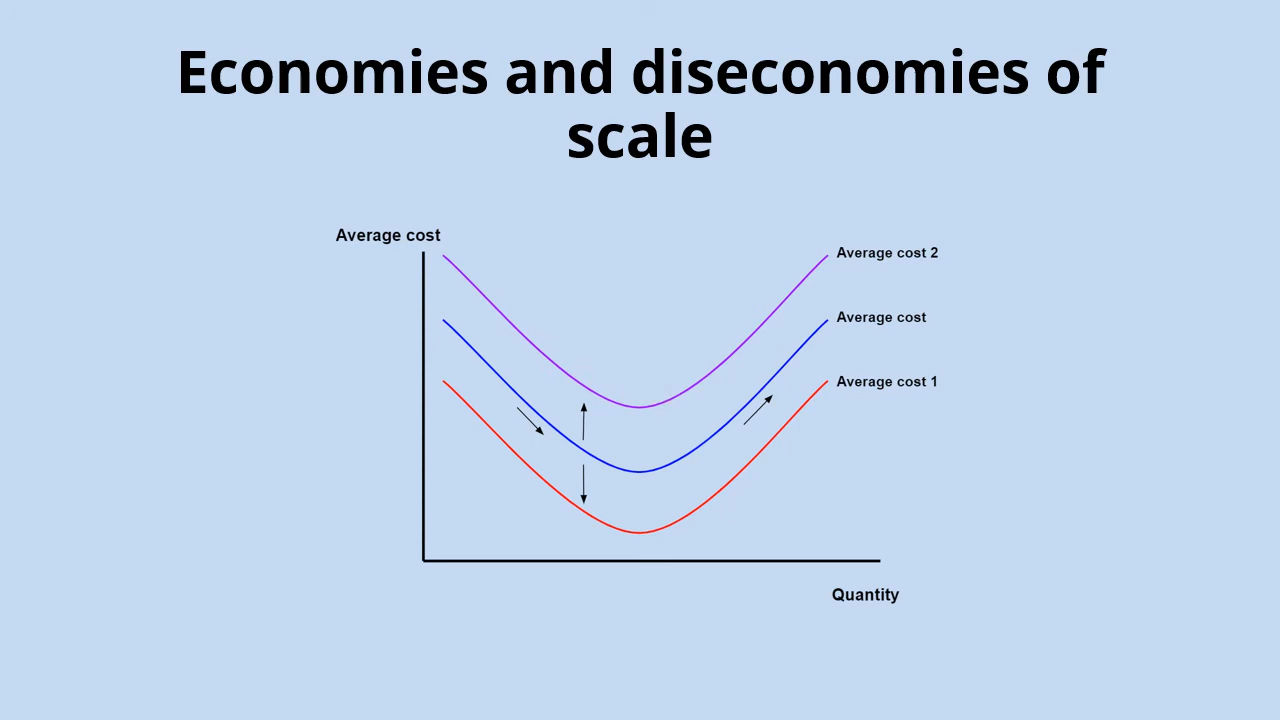 Economies and diseconomies of
scale
Average cost
Average cost 2
Average cost
Average cost 1
Quantity